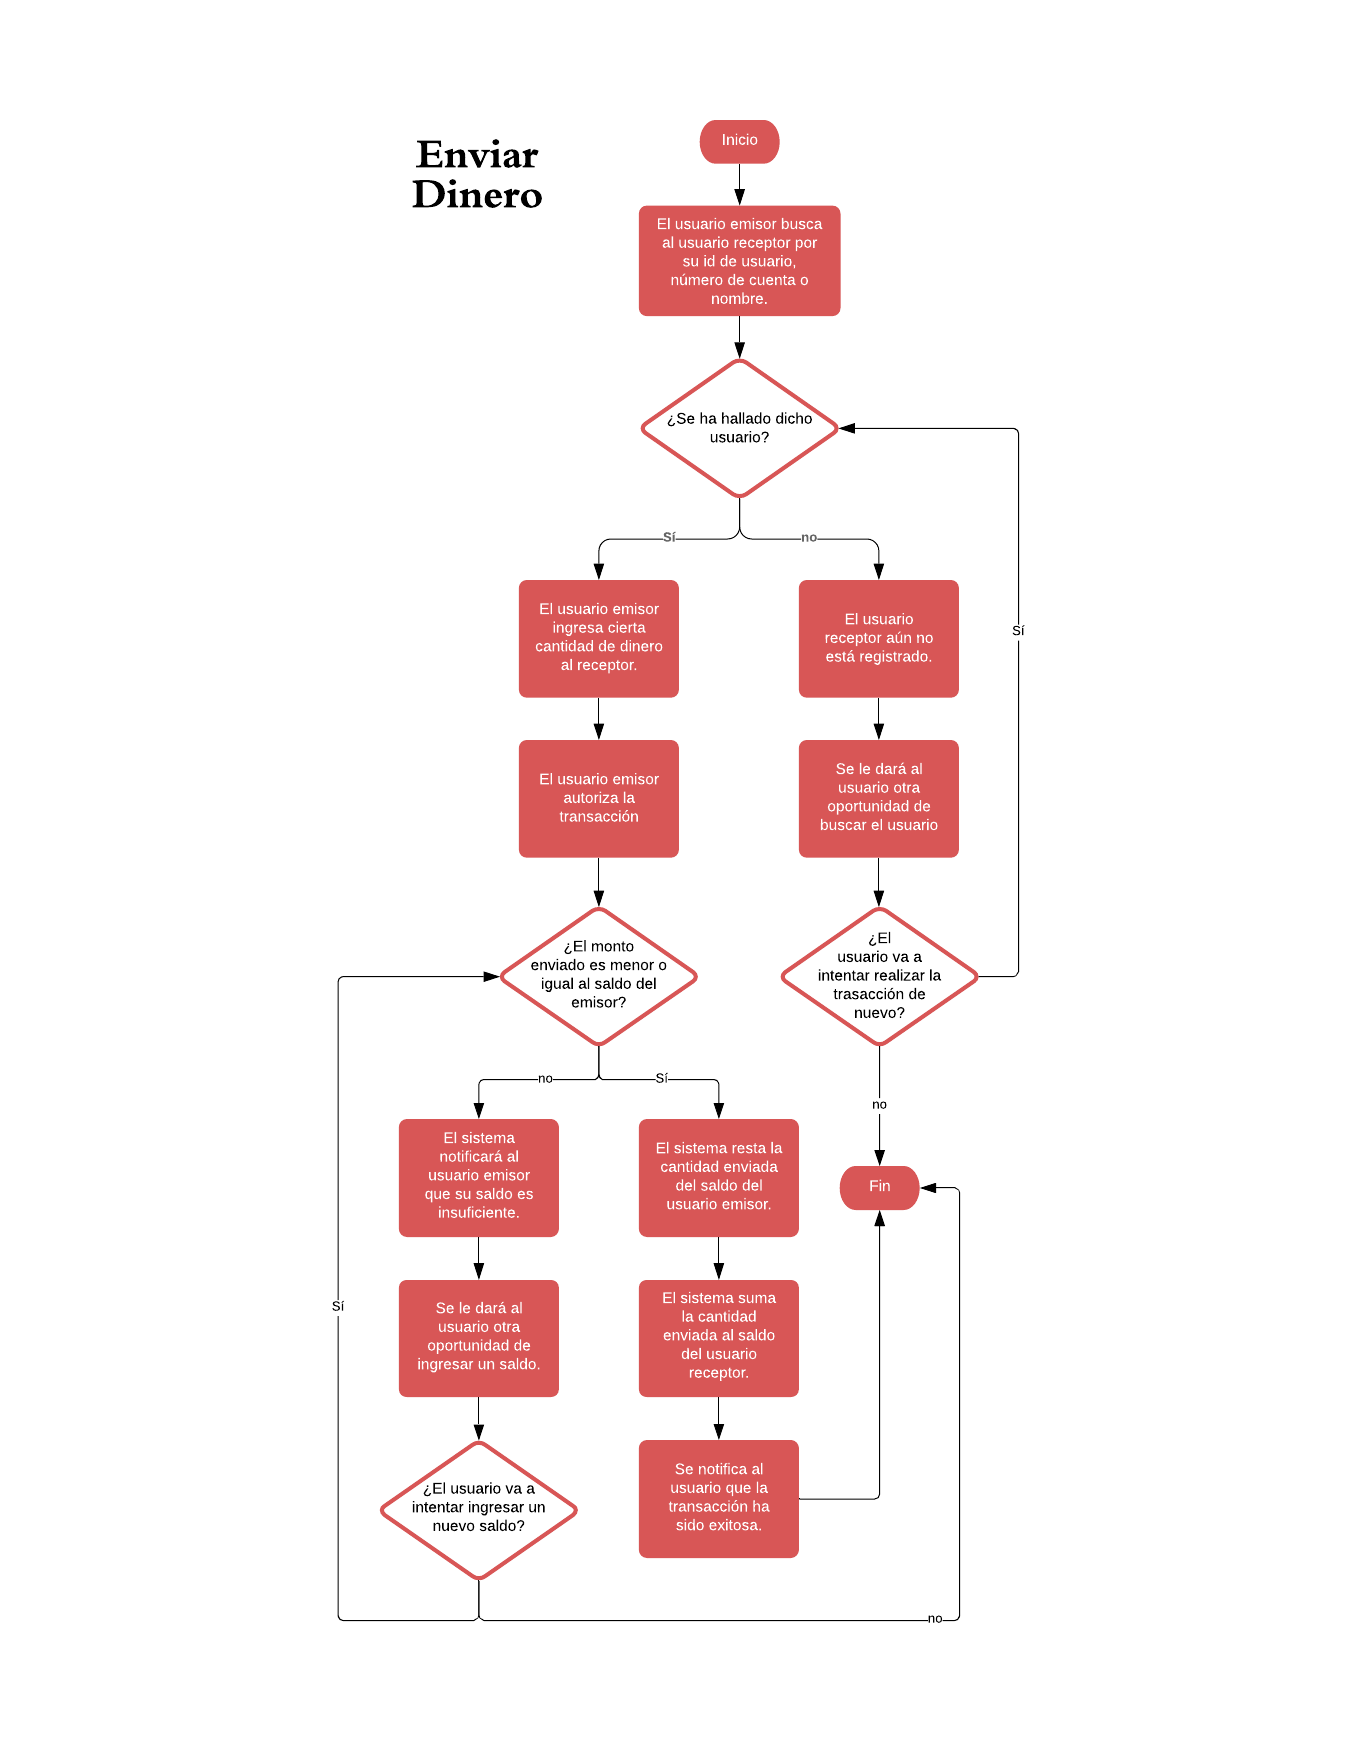 Enviar
Dinero
Inicio
El usuario emisor busca
al usuario receptor por
su id de usuario,
número de cuenta o
nombre.
¿Se ha hallado dicho
usuario?
Sí
no
El usuario emisor
ingresa cierta
cantidad de dinero
al receptor.
El usuario
receptor aún no
está registrado.
Sí
El usuario emisor
autoriza la
transacción
Se le dará al
usuario otra
oportunidad de
buscar el usuario
¿El monto
enviado es menor o
igual al saldo del
emisor?
¿El
usuario va a
intentar realizar la
trasacción de
nuevo?
no
Sí
no
El sistema
notificará al
usuario emisor
que su saldo es
insuficiente.
El sistema resta la
cantidad enviada
del saldo del
usuario emisor.
Fin
Sí
Se le dará al
usuario otra
oportunidad de
ingresar un saldo.
El sistema suma
la cantidad
enviada al saldo
del usuario
receptor.
¿El usuario va a
intentar ingresar un
nuevo saldo?
Se notifica al
usuario que la
transacción ha
sido exitosa.
no